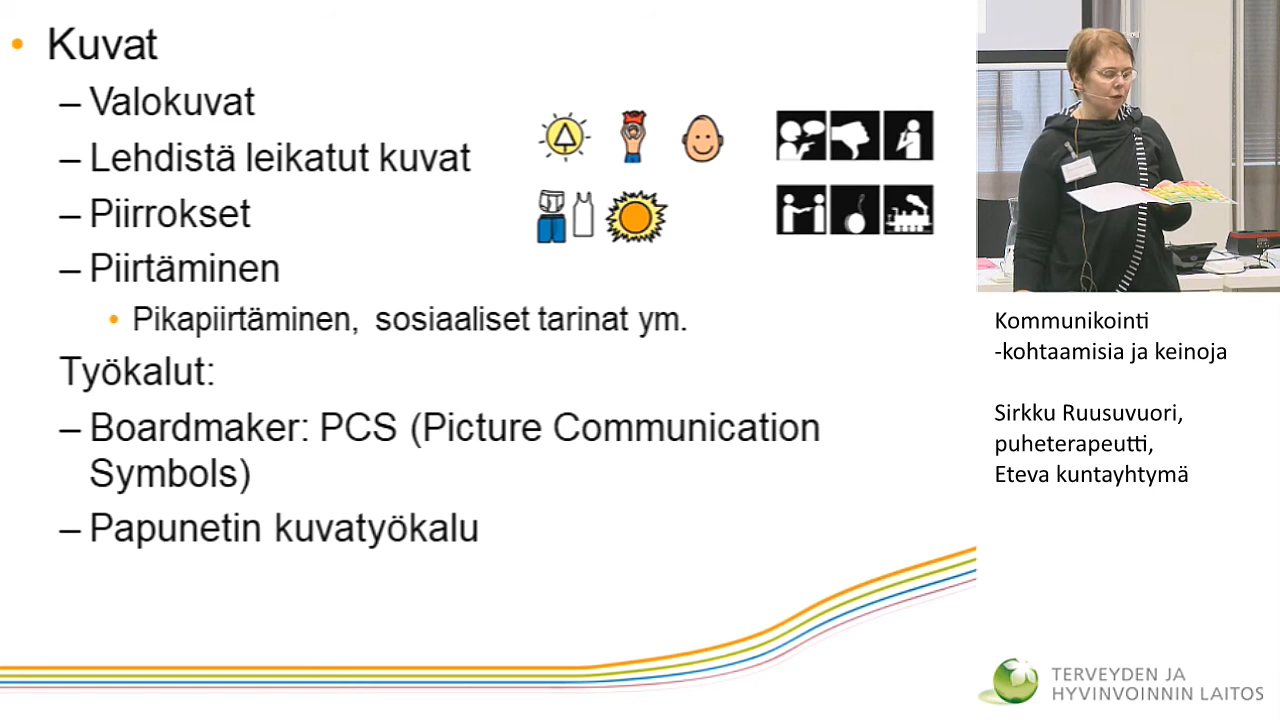 • Kuvat
– Valokuvat
– Lehdistä leikatut kuvat
– Piirrokset
– Piirtäminen
• Pikapiirtäminen, sosiaaliset tarinat ym.
Työkalut:
– Boardmaker: PCS (Picture Communication
Symbols)
– Papunetin kuvatyökalu
Kommunikointi
-kohtaamisia ja keinoja
Sirkku Ruusuvuori,
puheterapeutti,
Eteva kuntayhtymä
TERVEYDEN JA
HYVINVOINNIN LAITOS